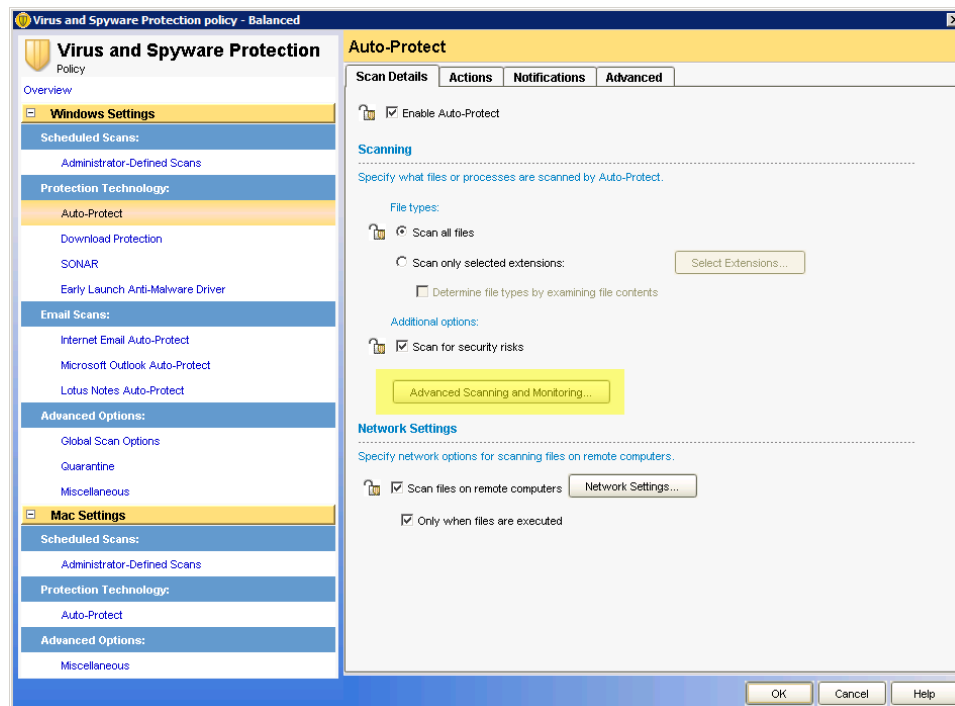 Virus and Spyware Protection policy - Balanced
Virus and Spyware Protection
Policy
Overview
Windows Settings
Scheduled Scans:
Administrator-Defined Scans
Protection Technology:
Auto-Protect
Download Protection
SONAR
Early Launch Anti-Malware Driver
Email Scans:
Internet Email Auto-Protect
Microsoft Outlook Auto-Protect
Lotus Notes Auto-Protect
Advanced Options:
Global Scan Options
Quarantine
Miscellaneous
Mac Settings
Scheduled Scans:
Administrator-Defined Scans
Protection Technology:
Auto-Protect
Advanced Options:
Miscellaneous
Auto-Protect
Scan Details Actions Notifications Advanced
Enable Auto-Protect
Scanning
Specify what files or processes are scanned by Auto-Protect.
File types:
Scan all files
Scan only selected extensions: Select Extensions...
Determine file types by examining file contents
Additional options:
Scan for security risks
Advanced Scanning and Monitoring...
Network Settings
Specify network options for scanning files on remote computers.
Scan files on remote computers Network Settings...
Only when files are executed
OK Cancel Help